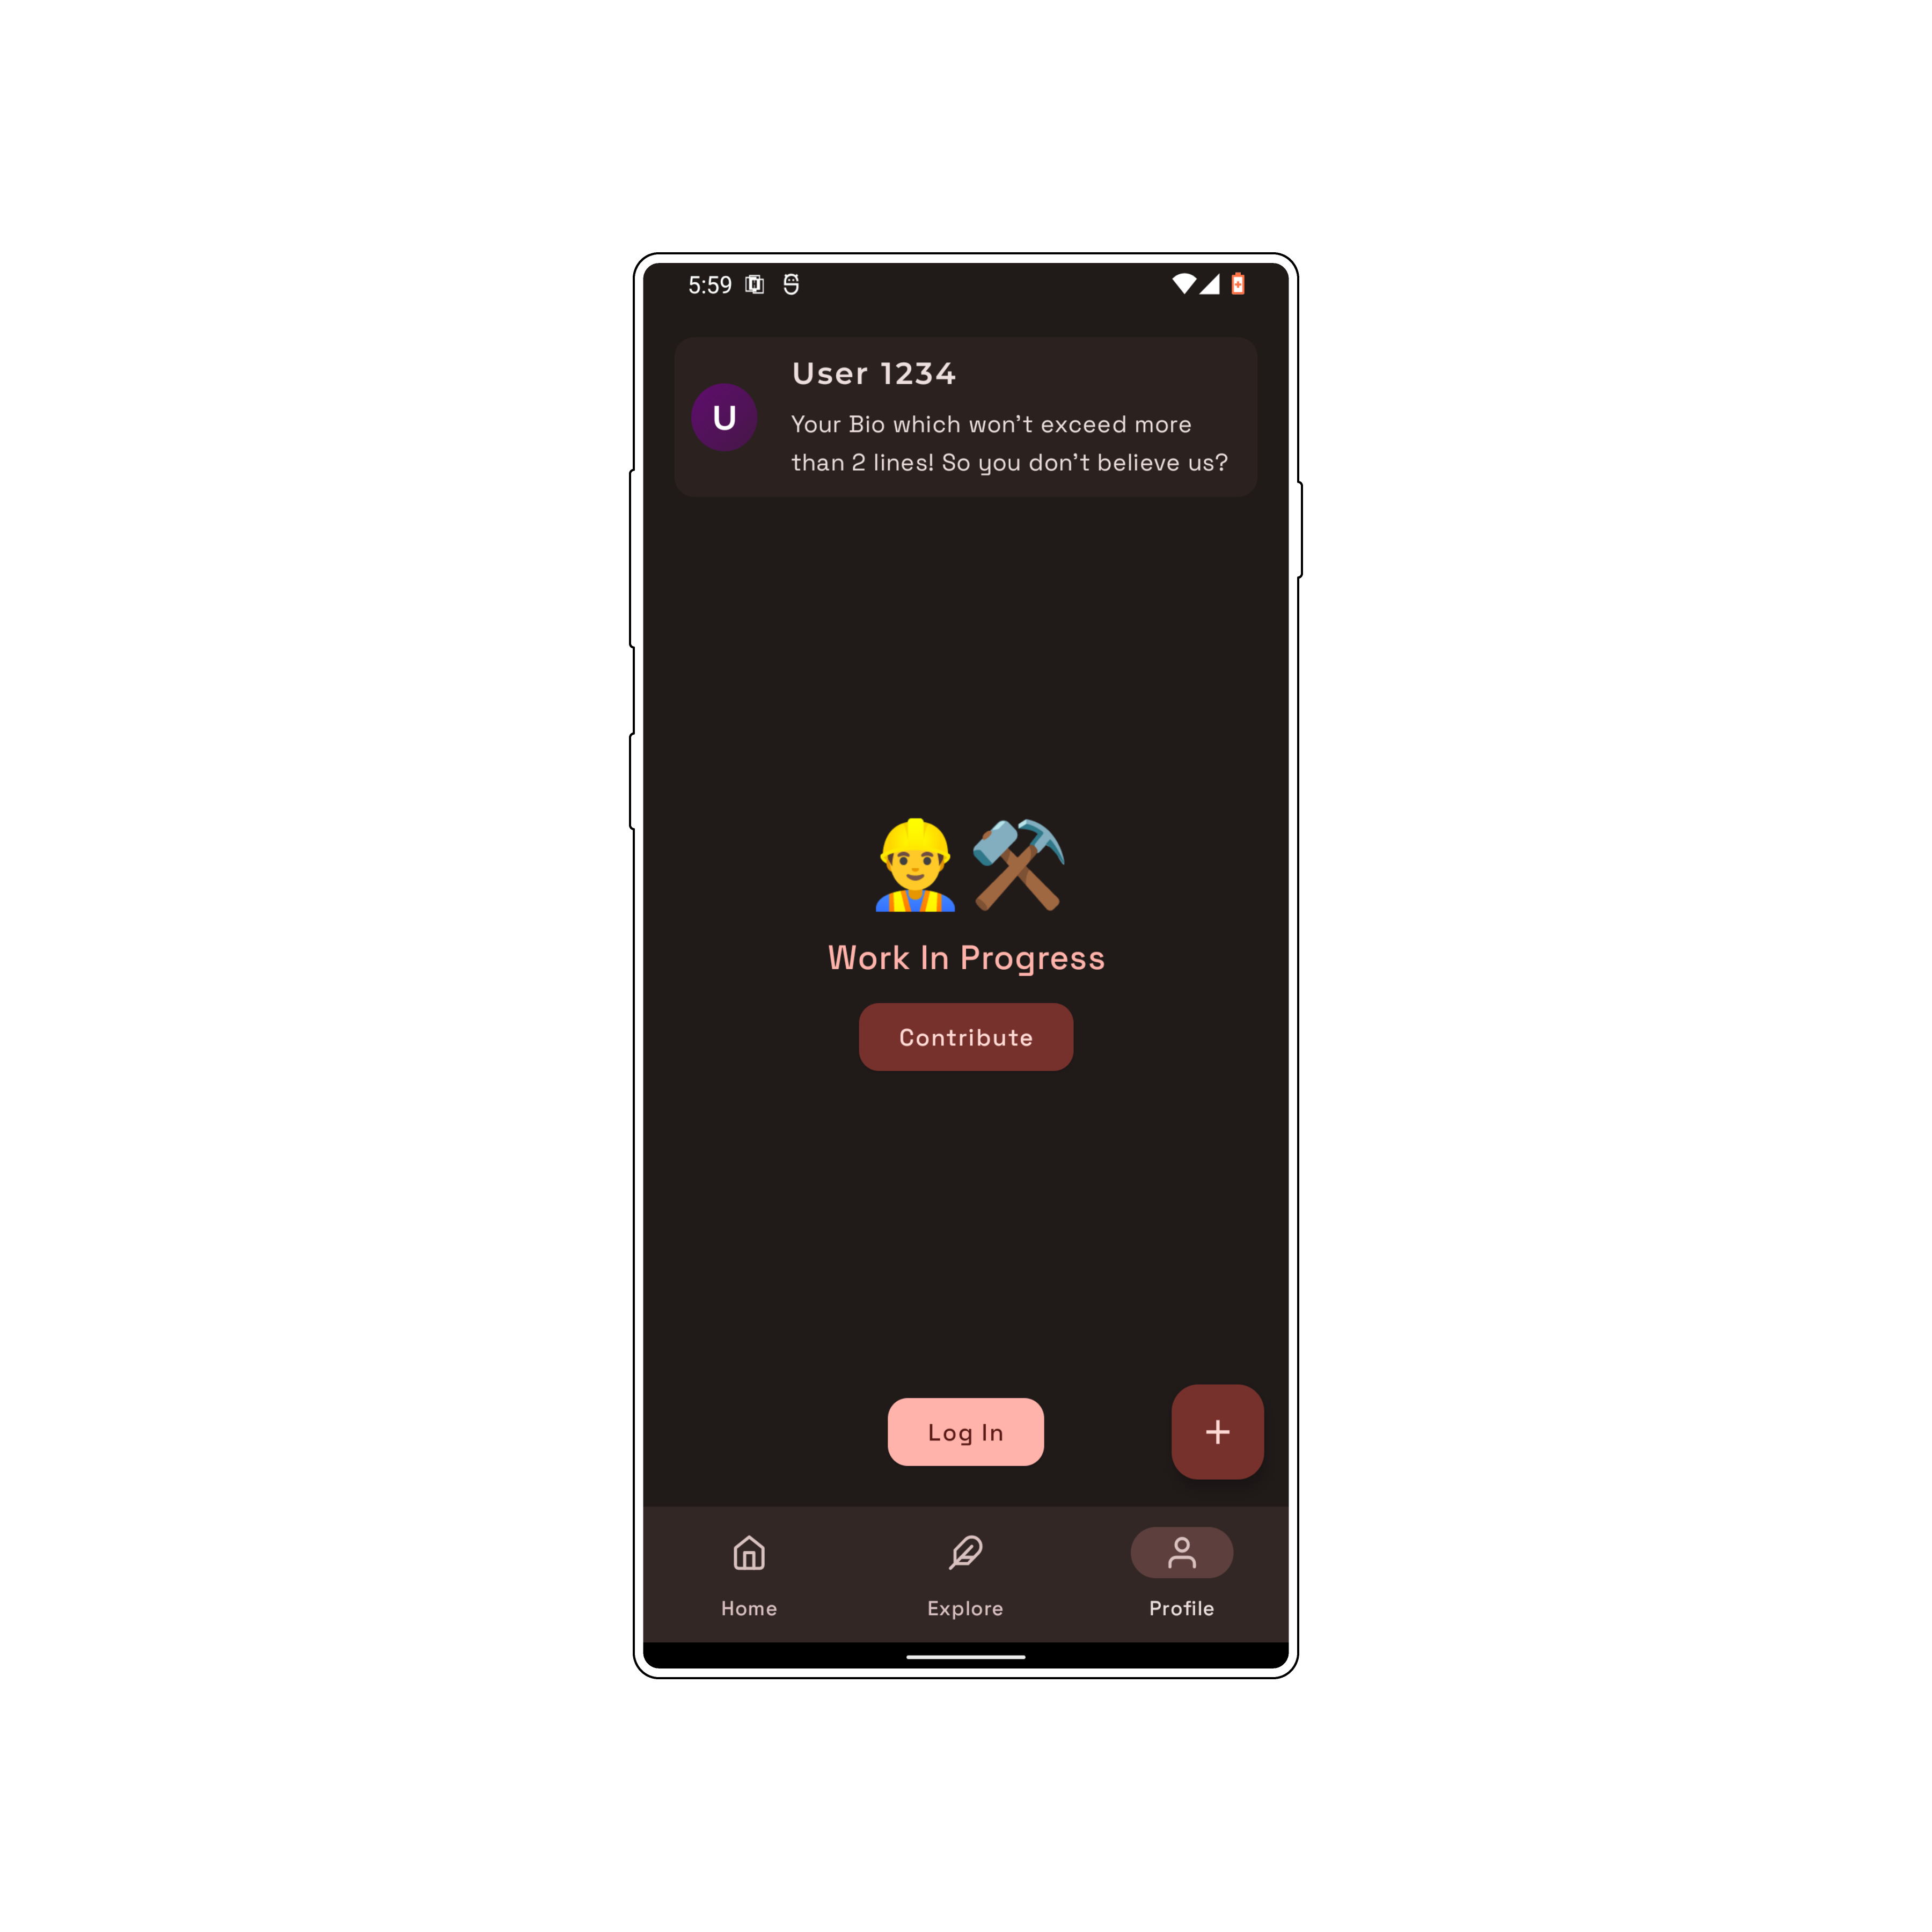 5:59
User 1234
U
Your Bio which won't exceed more
than 2 lines! So you don't believe us?
Work In Progress
Contribute
Log In
+
Home
Explore
Profile